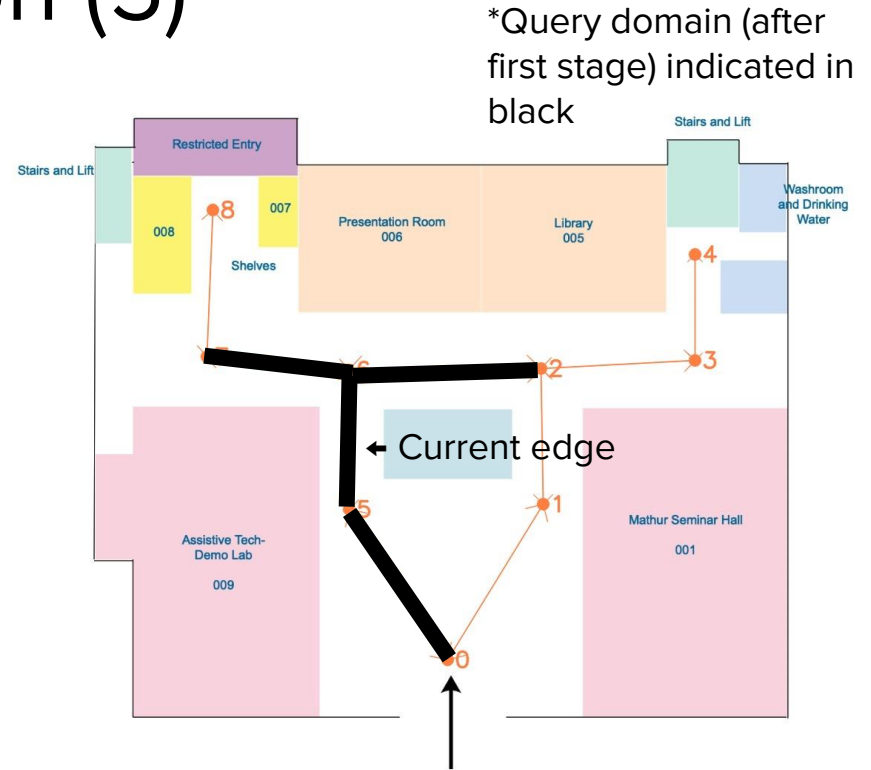 (3)
*Query domain (after
first stage) indicated in
black
Stairs and Lift
Restricted Entry
Stairs and Lift
Washroom
and Drinking
Water
008
8
007
Presentation Room
006
Library
005
Shelves
4
6
2
3
← Current edge
5
1
Mathur Seminar Hall
001
Assistive Tech-
Demo Lab
009
0